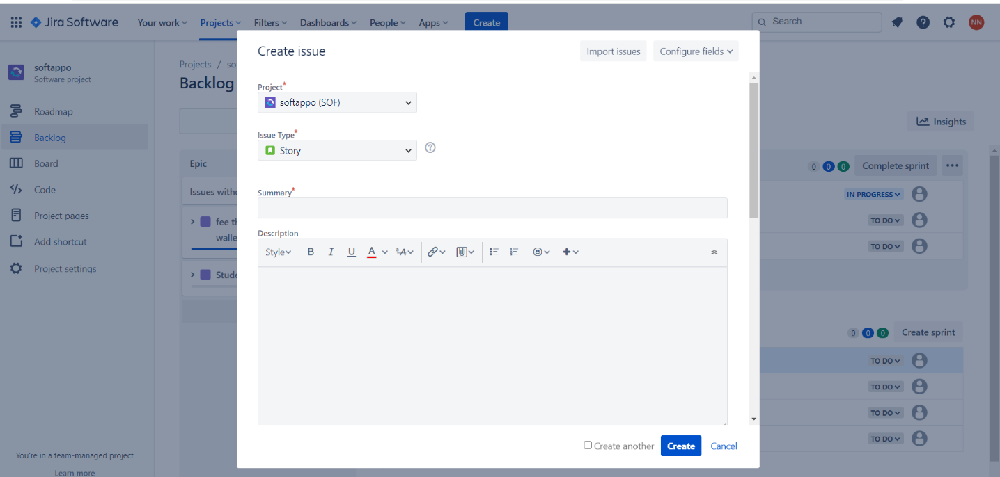 Jira Software
Your work
Projects
Filters
Dashboards
People
Apps
Create
Search
NN
softappo
Software project
Roadmap
Backlog
Board
Code
Project pages
Add shortcut
Project settings
You're in a team-managed project
Learn more
Projects / so
Backlog
Epic
Issues with
fee t
walle
Stude
Create issue
Import issues
Configure fields
Project*
softappo (SOF)
Issue Type*
Story
Summary*
Description
Style B I U A ªA
Create another
Create
Cancel
Insights
0 0 0 Complete sprint
IN PROGRESS
TO DO
TO DO
0 0 0 Create sprint
TO DO
TO DO
TO DO
TO DO